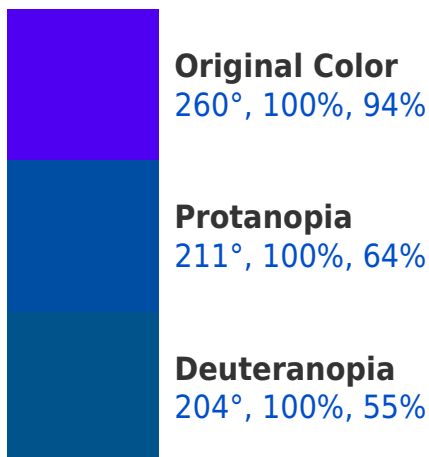 Original Color
260°, 100%, 94%
Protanopia
211°, 100%, 64%
Deuteranopia
204°, 100%, 55%